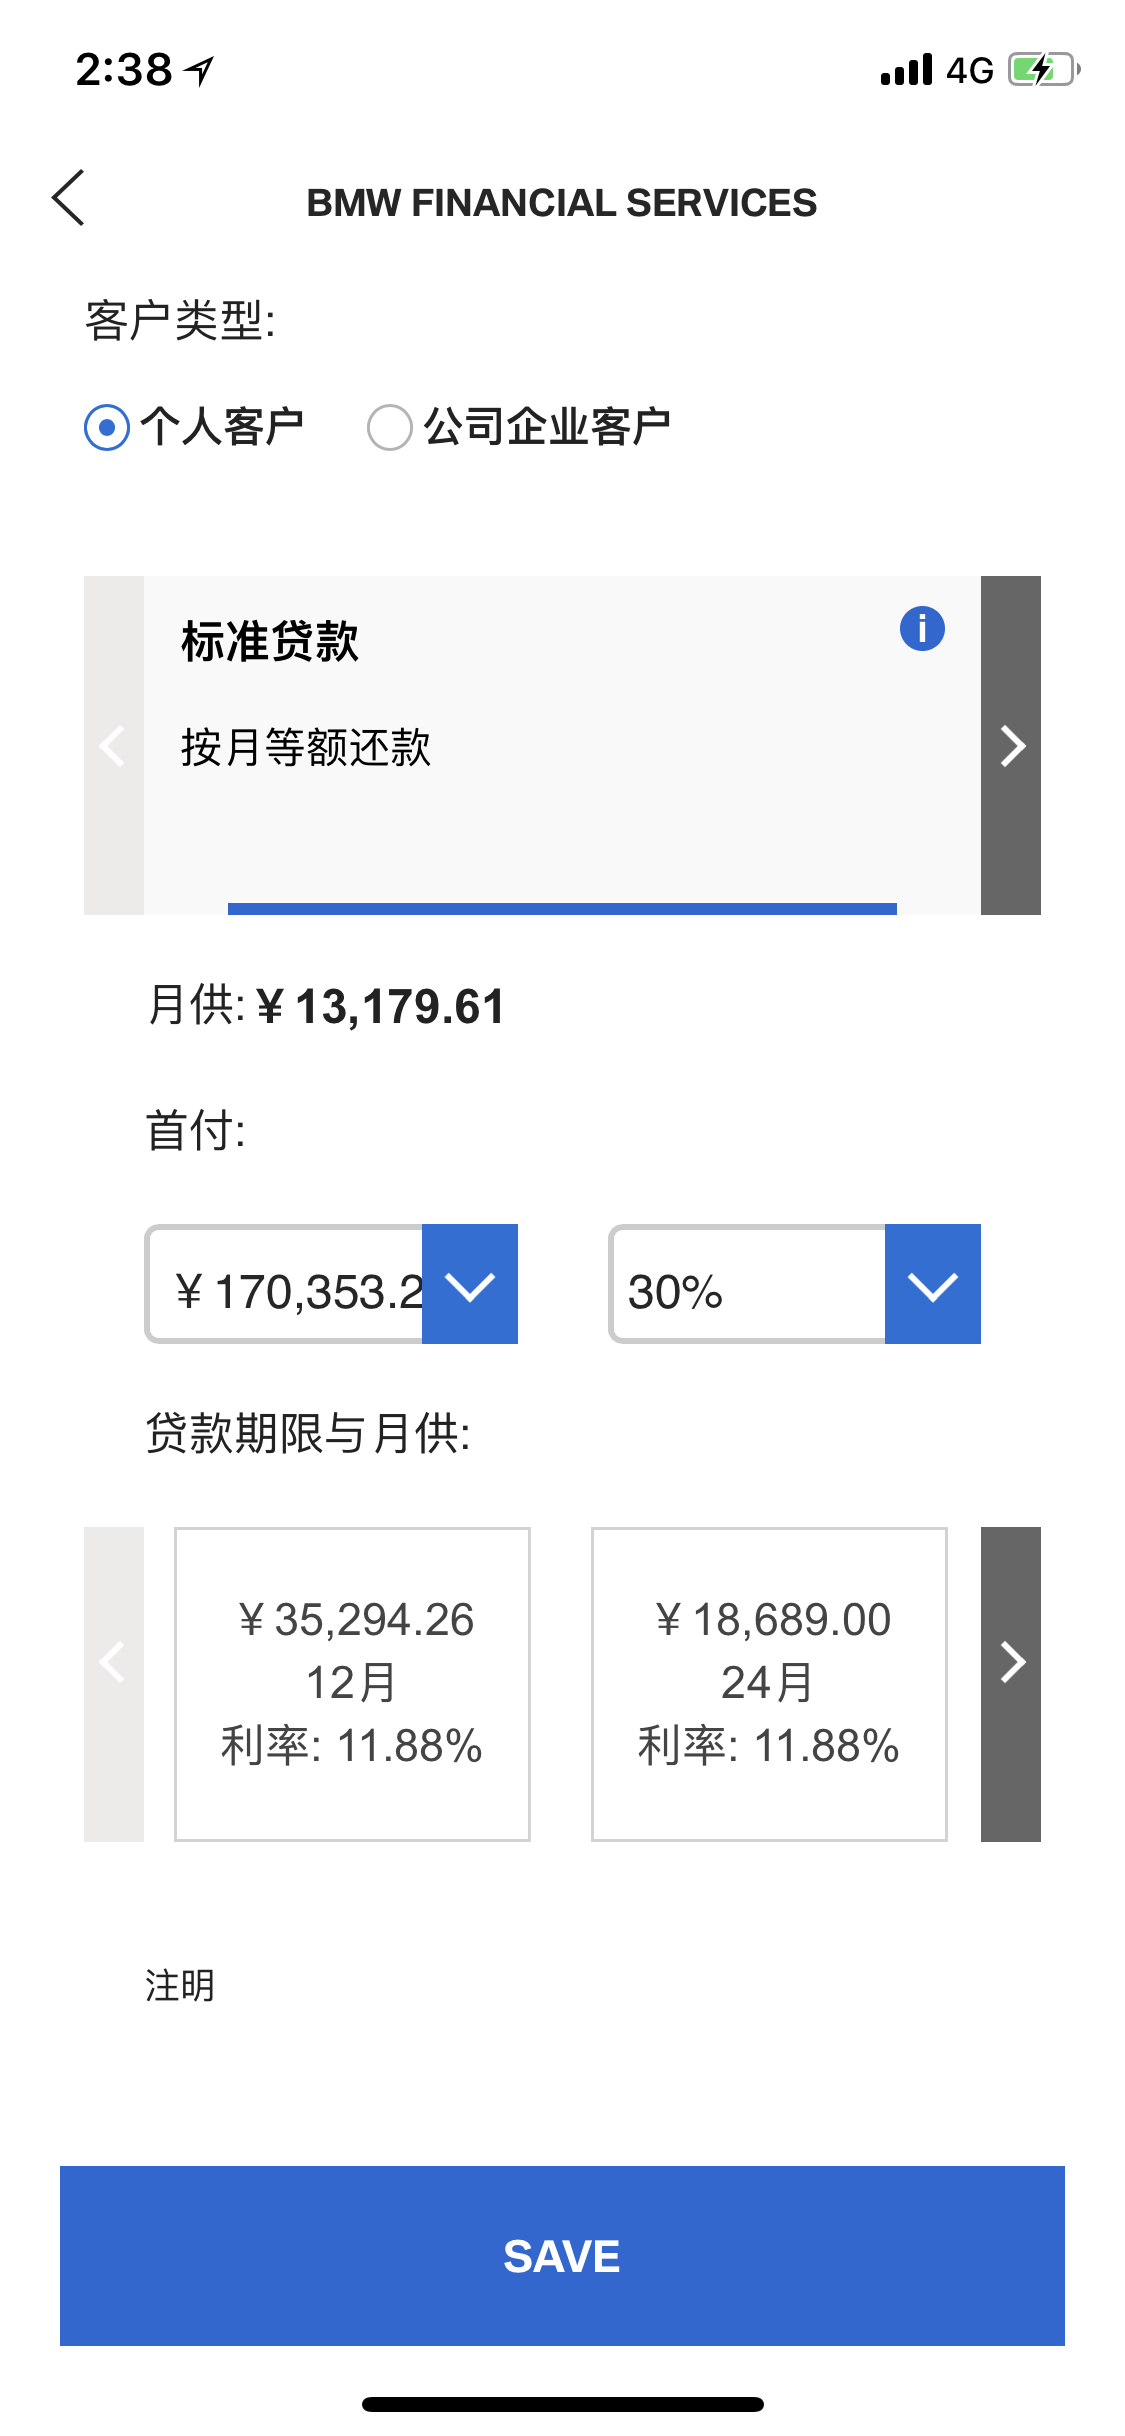 2:38
4G
BMW FINANCIAL SERVICES
客户类型:
个人客户 公司企业客户
标准贷款
i
按月等额还款
月供: ¥ 13,179.61
首付:
¥ 170,353.2
30%
贷款期限与月供:
¥ 35,294.26
12月
利率: 11.88%
¥ 18,689.00
24月
利率: 11.88%
注明
SAVE